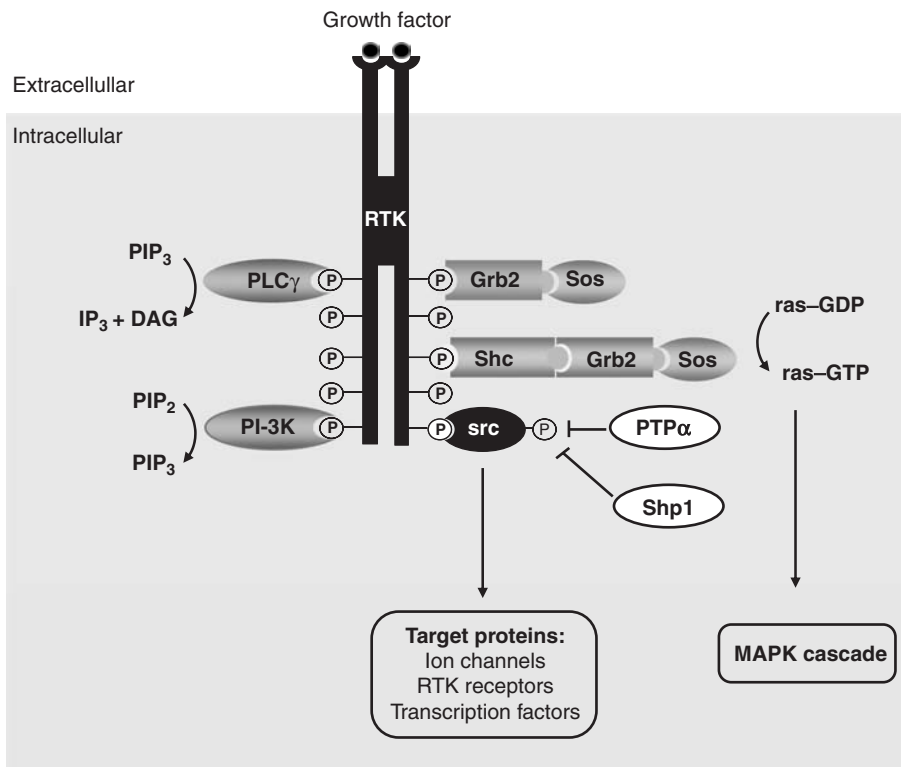 Growth factor
Extracellullar
Intracellular
RTK
PIP₃
PLCγ
P
P
Grb2
Sos
IP₃ + DAG
P
P
ras–GDP
P
P
Shc
Grb2
Sos
ras–GTP
PIP₂
P
P
PI-3K
P
P
src
P
PTPα
PIP₃
Shp1
Target proteins:
Ion channels
RTK receptors
Transcription factors
MAPK cascade